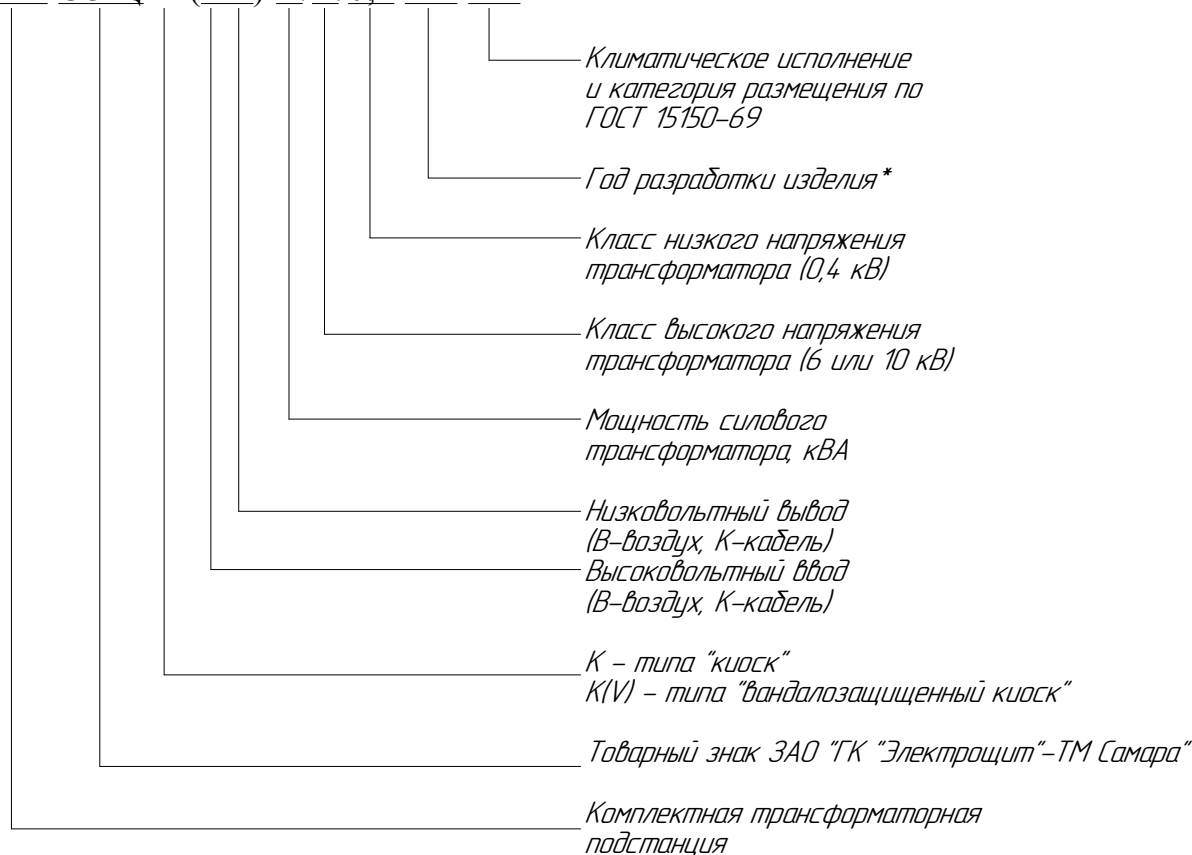 Климатическое исполнение
и категория размещения по
ГОСТ 15150–69
Год разработки изделия*
Класс низкого напряжения
трансформатора (0,4 кВ)
Класс высокого напряжения
трансформатора (6 или 10 кВ)
Мощность силового
трансформатора, кВА
Низковольтный вывод
(В–воздух, К–кабель)
Высоковольтный ввод
(В–воздух, К–кабель)
К – типа "киоск"
К(V) – типа "вандалозащищенный киоск"
Товарный знак ЗАО "ГК "Электрощит"–ТМ Самара"
Комплектная трансформаторная
подстанция